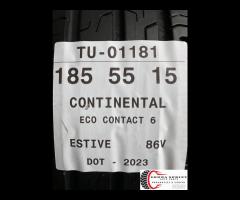 TU-01181
185 55 15
CONTINENTAL
ECO CONTACT 6
ESTIVE 86V
DOT - 2023